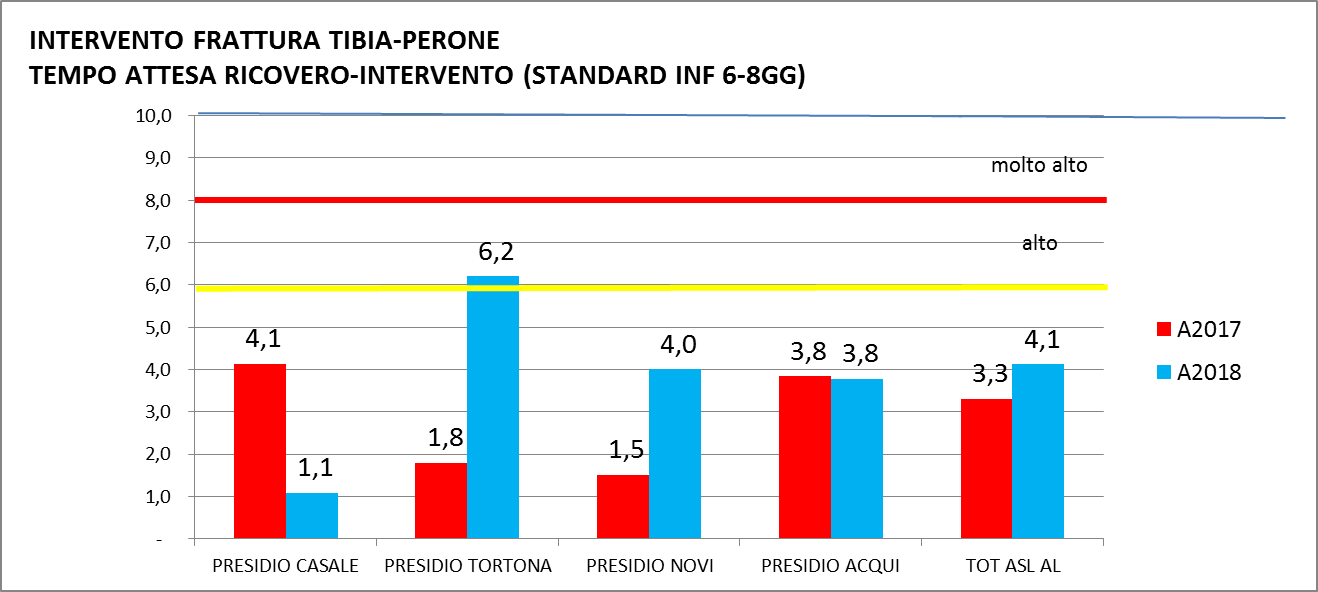 INTERVENTO FRATTURA TIBIA-PERONE
TEMPO ATTESA RICOVERO-INTERVENTO (STANDARD INF 6-8GG)
10,0
9,0
8,0
7,0
6,0
5,0
4,0
3,0
2,0
1,0
-
molto alto
alto
4,1
1,1
1,8
6,2
1,5
4,0
3,8
3,8
3,3
4,1
A2017
A2018
PRESIDIO CASALE
PRESIDIO TORTONA
PRESIDIO NOVI
PRESIDIO ACQUI
TOT ASL AL